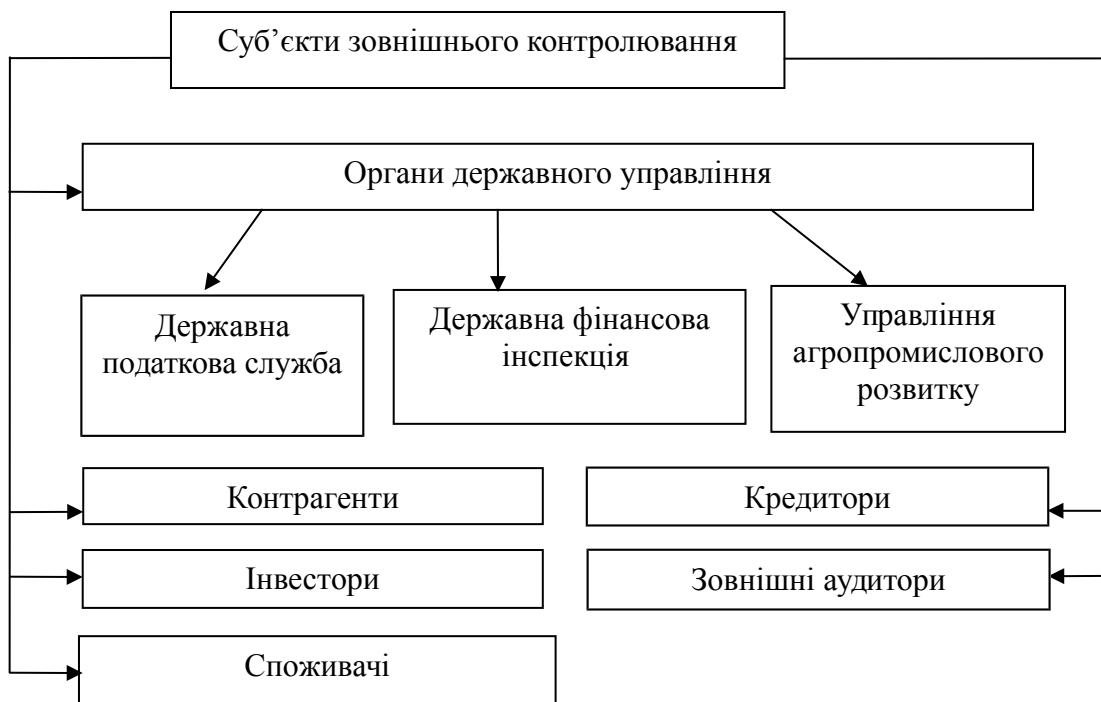 Суб’єкти зовнішнього контролювання
Органи державного управління
Державна
податкова служба
Державна фінансова
інспекція
Управління
агропромислового
розвитку
Контрагенти
Кредитори
Інвестори
Зовнішні аудитори
Споживачі